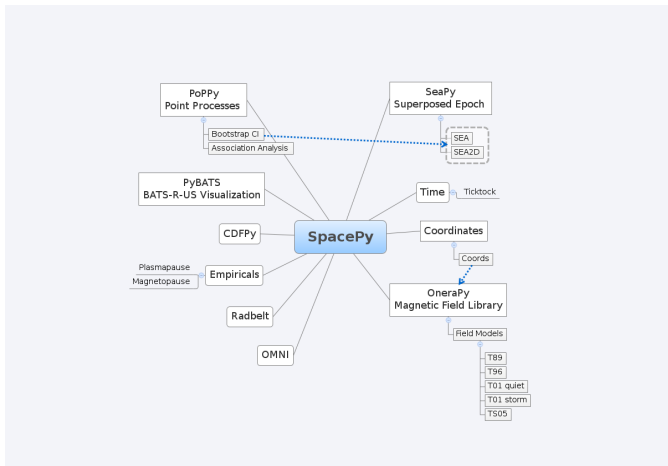 PoPPy
Point Processes
Bootstrap CI
Association Analysis
SeaPy
Superposed Epoch
SEA
SEA2D
PyBATS
BATS-R-US Visualization
Time
Ticktock
CDFPy
SpacePy
Coordinates
Coords
Plasmapause
Magnetopause
Empiricals
OneraPy
Magnetic Field Library
Radbelt
Field Models
OMNI
T89
T96
T01 quiet
T01 storm
TS05